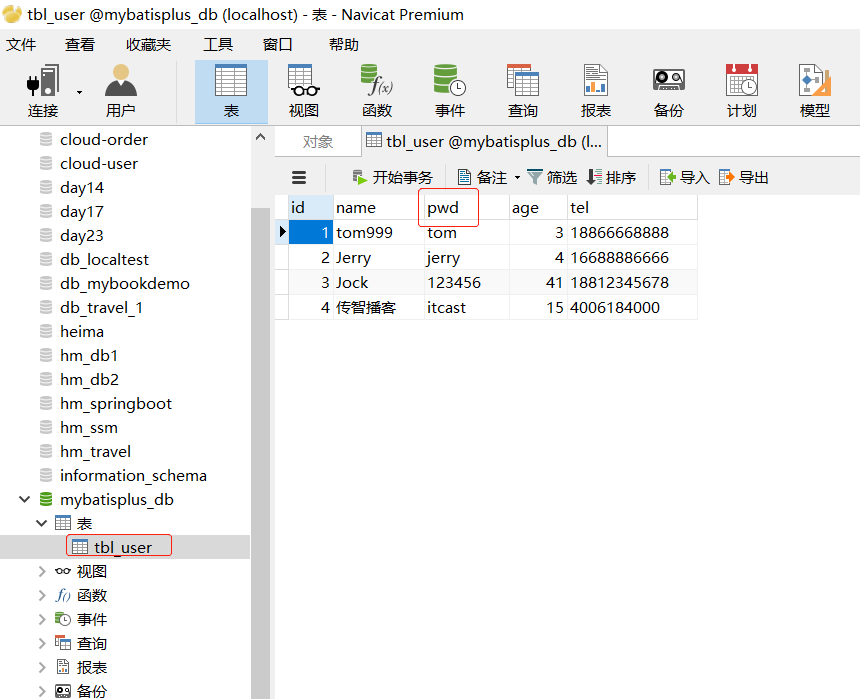 tbl_user @mybatisplus_db (localhost) - 表 - Navicat Premium
文件 查看 收藏夹 工具 窗口 帮助
连接 用户 表 视图 函数 事件 查询 报表 备份 计划 模型
对象 tbl_user @mybatisplus_db (l...
开始事务 备注 筛选 排序 导入 导出
id name pwd age tel
1 tom999 tom 3 18866668888
2 Jerry jerry 4 16688886666
3 Jock 123456 41 18812345678
4 传智播客 itcast 15 4006184000
cloud-order
cloud-user
day14
day17
day23
db_localtest
db_mybookdemo
db_travel_1
heima
hm_db1
hm_db2
hm_springboot
hm_ssm
hm_travel
information_schema
mybatisplus_db
表
tbl_user
视图
函数
事件
查询
报表
备份